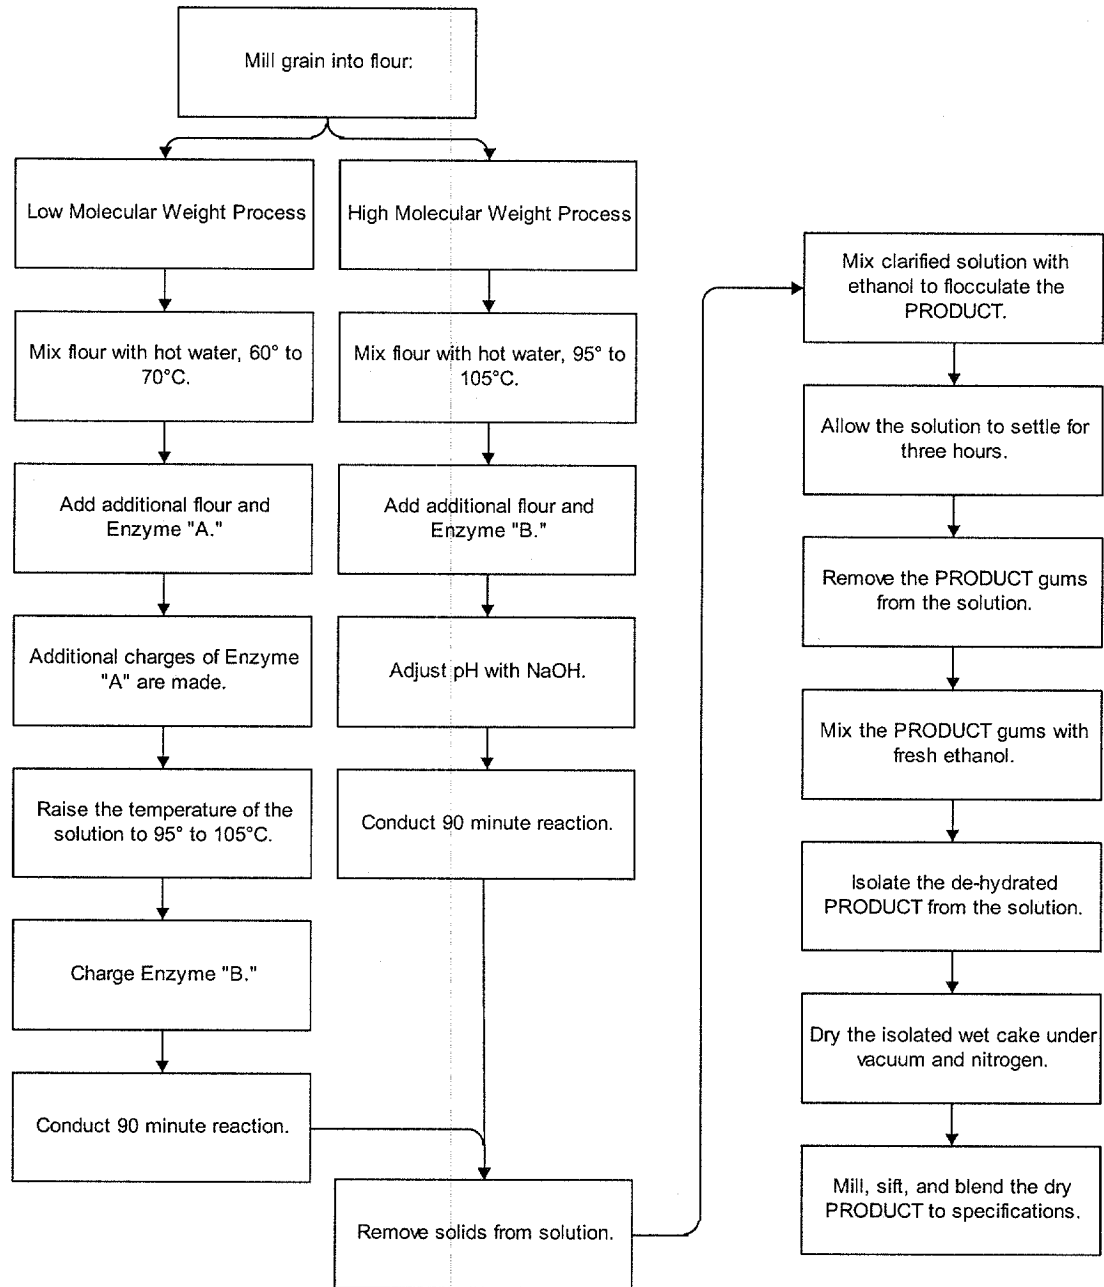 Mill grain into flour:
Low Molecular Weight Process
Mix flour with hot water, 60° to
70°C.
Add additional flour and
Enzyme "A."
Additional charges of Enzyme
"A" are made.
Raise the temperature of the
solution to 95° to 105°C.
Charge Enzyme "B."
Conduct 90 minute reaction.
High Molecular Weight Process
Mix flour with hot water, 95° to
105°C.
Add additional flour and
Enzyme "B."
Adjust pH with NaOH.
Conduct 90 minute reaction.
Remove solids from solution.
Mix clarified solution with
ethanol to flocculate the
PRODUCT.
Allow the solution to settle for
three hours.
Remove the PRODUCT gums
from the solution.
Mix the PRODUCT gums with
fresh ethanol.
Isolate the de-hydrated
PRODUCT from the solution.
Dry the isolated wet cake under
vacuum and nitrogen.
Mill, sift, and blend the dry
PRODUCT to specifications.